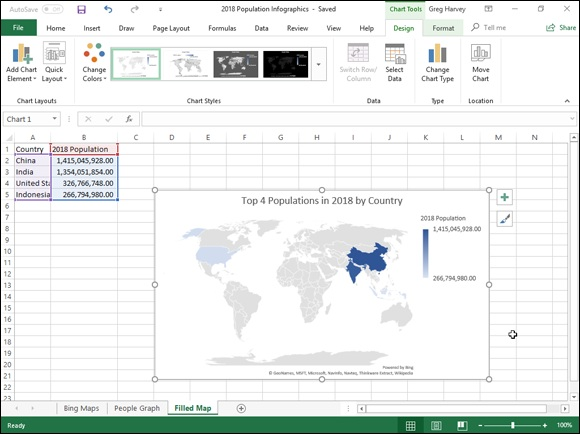 AutoSave Off 2018 Population Infographics - Saved Chart Tools Greg Harvey
File Home Insert Draw Page Layout Formulas Data Review View Help Design Format Tell me Share
Add Chart Element Quick Layout Change Colors Switch Row/ Column Select Data Change Chart Type Move Chart
Chart Layouts Chart Styles Data Type Location
Chart 1 fx
A B C D E F G H I J K L M N
1 Country 2018 Population
2 China 1,415,045,928.00
3 India 1,354,051,854.00
4 United Sta 326,766,748.00
5 Indonesia 266,794,980.00
6
7
8
9
10
11
12
13
14
15
16
17
18
19
20
21
22
23
Top 4 Populations in 2018 by Country
2018 Population
1,415,045,928.00
266,794,980.00
Powered by Bing
© GeoNames, MSFT, Microsoft, NavInfo, Navteq, Thinkware Extract, Wikipedia
Bing Maps People Graph Filled Map
Ready 100%